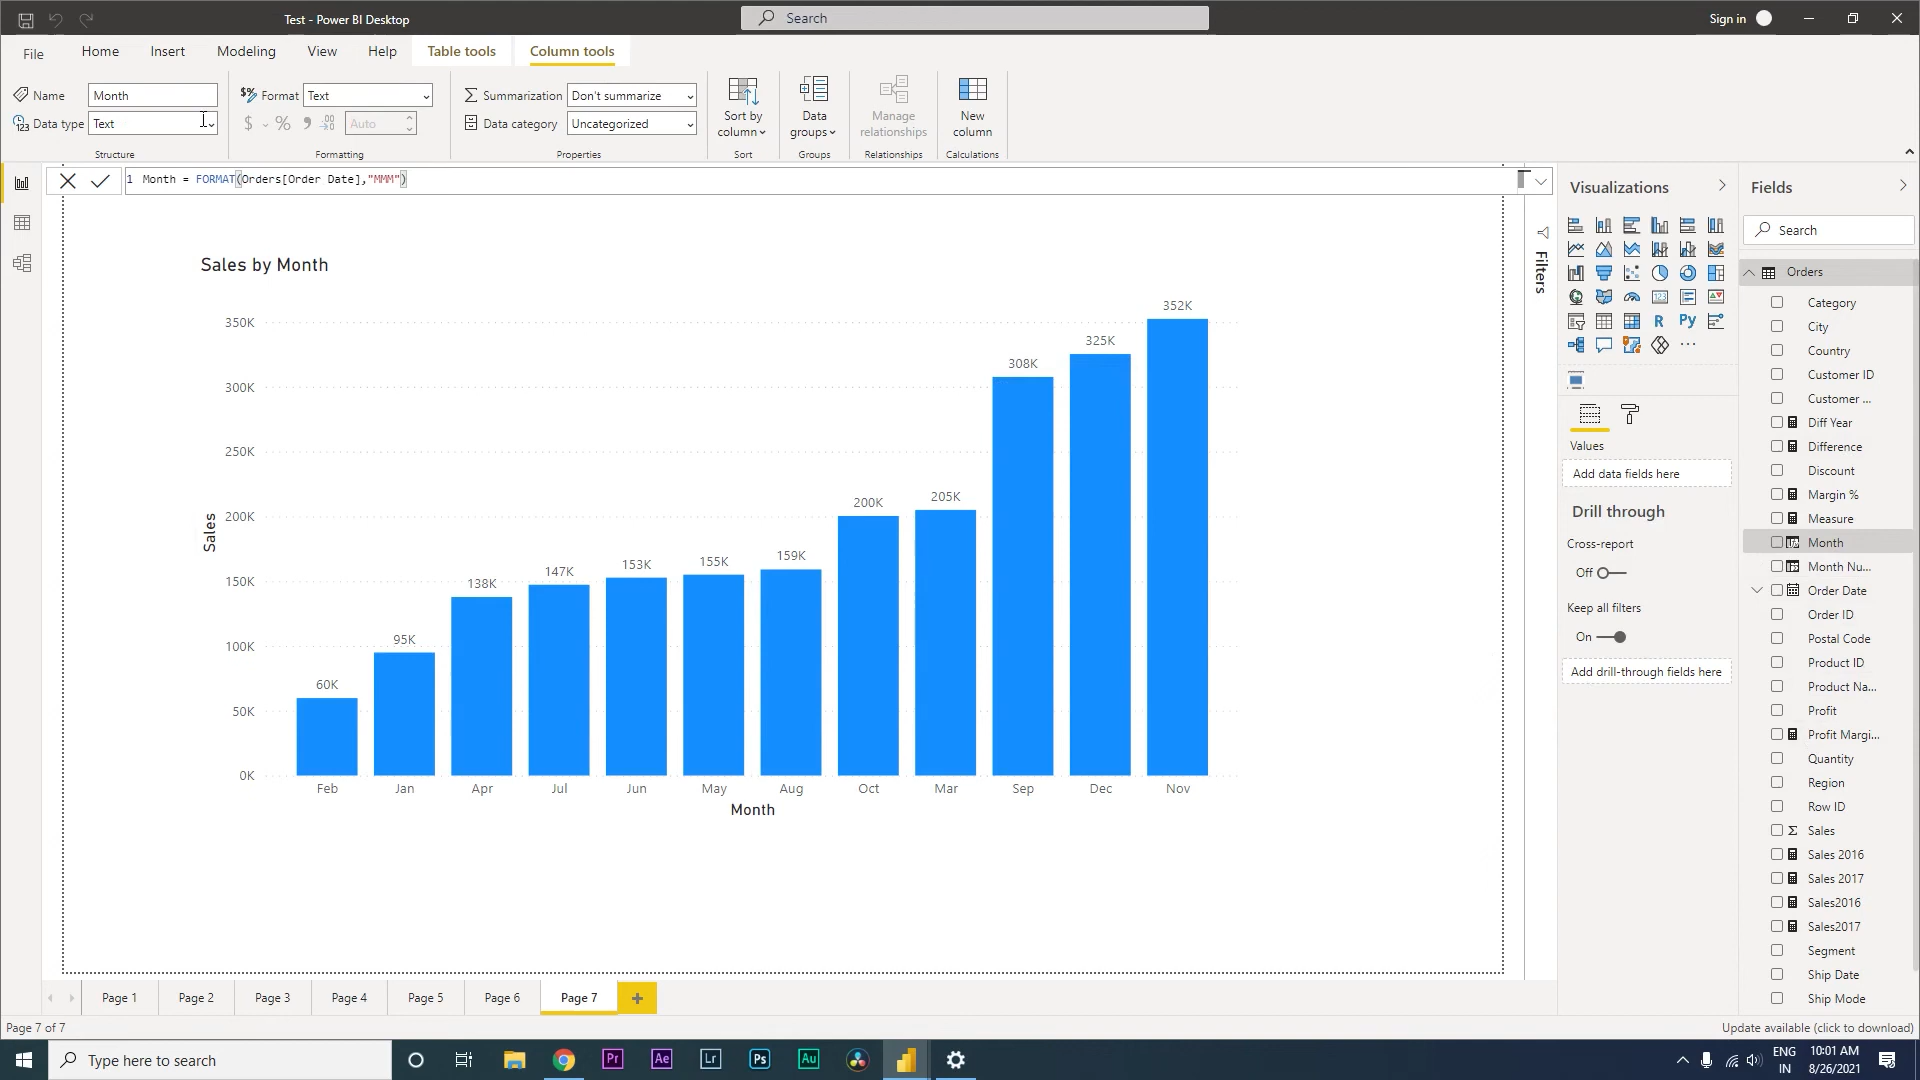 Test - Power BI Desktop
Search
Sign in
File
Home
Insert
Modeling
View
Help
Table tools
Column tools
Name
Month
Format
Text
Summarization
Don't summarize
Data type
Text
$
%
Auto
Data category
Uncategorized
Sort by
column
Data
groups
Manage
relationships
New
column
Structure
Formatting
Properties
Sort
Groups
Relationships
Calculations
1 Month = FORMAT(Orders[Order Date],"MMM")
Sales by Month
350K
300K
250K
200K
150K
100K
50K
0K
Sales
60K
95K
138K
147K
153K
155K
159K
200K
205K
308K
325K
352K
Feb
Jan
Apr
Jul
Jun
May
Aug
Oct
Mar
Sep
Dec
Nov
Month
Filters
Visualizations
R
Py
123
Values
Add data fields here
Drill through
Cross-report
Off
Keep all filters
On
Add drill-through fields here
Fields
Search
Orders
Category
City
Country
Customer ID
Customer ...
Diff Year
Difference
Discount
Margin %
Measure
Month
Month Nu...
Order Date
Order ID
Postal Code
Product ID
Product Na...
Profit
Profit Margi...
Quantity
Region
Row ID
Sales
Sales 2016
Sales 2017
Sales2016
Sales2017
Segment
Ship Date
Ship Mode
Page 1
Page 2
Page 3
Page 4
Page 5
Page 6
Page 7
Page 7 of 7
Update available (click to download)
Type here to search
Pr
Ae
Lr
Ps
Au
ENG
IN
10:01 AM
8/26/2021